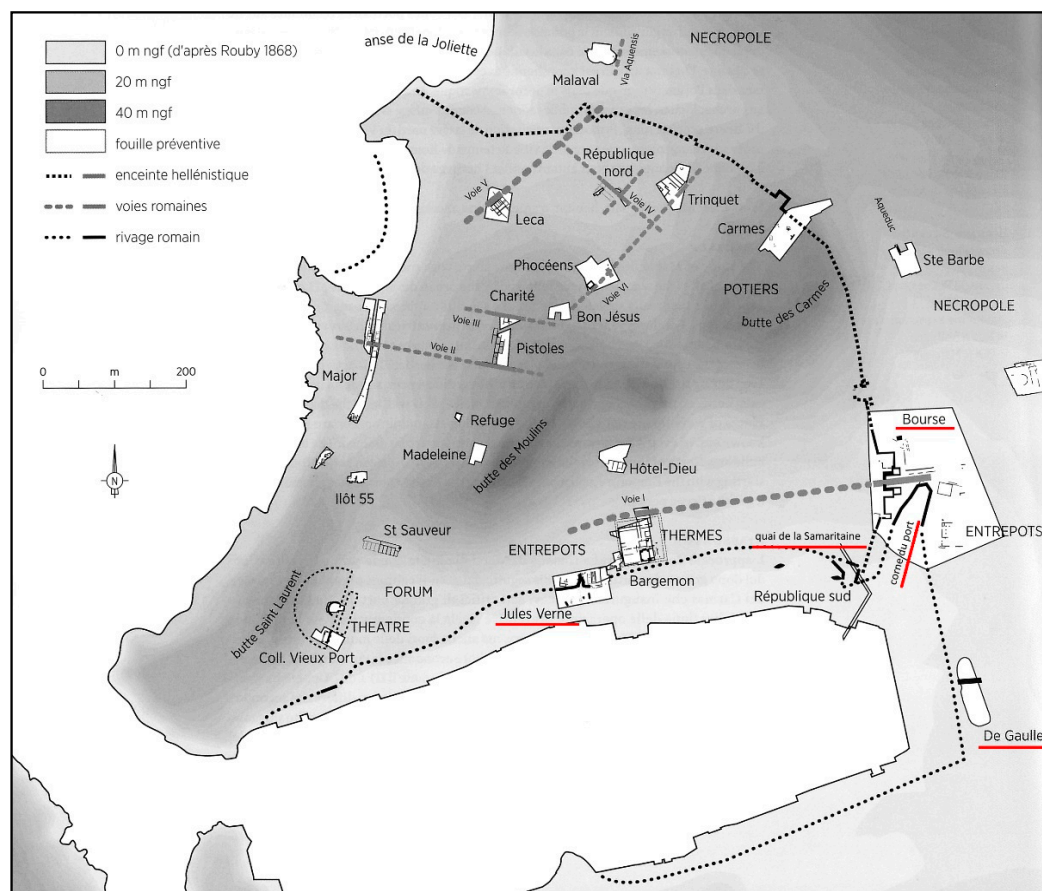 0 m ngf (d'après Rouby 1868)
20 m ngf
40 m ngf
fouille préventive
enceinte hellénistique
voies romaines
rivage romain
anse de la Joliette
NECROPOLE
Malaval
Via Aquensis
République
nord
Voie V
Voie IV
Trinquet
Leca
Carmes
Aqueduc
Ste Barbe
Phocéens
POTIERS
Charité
Voie VI
butte des Carmes
NECROPOLE
Bon Jésus
Voie III
Voie II
Pistoles
0 m 200
Major
Refuge
Bourse
Madeleine
butte des Moulins
Hôtel-Dieu
N
Ilôt 55
Voie I
St Sauveur
ENTREPOTS
THERMES
quai de la Samaritaine
corne du port
ENTREPOTS
Bargemon
FORUM
République sud
butte Saint Laurent
Jules Verne
THEATRE
Coll. Vieux Port
De Gaulle